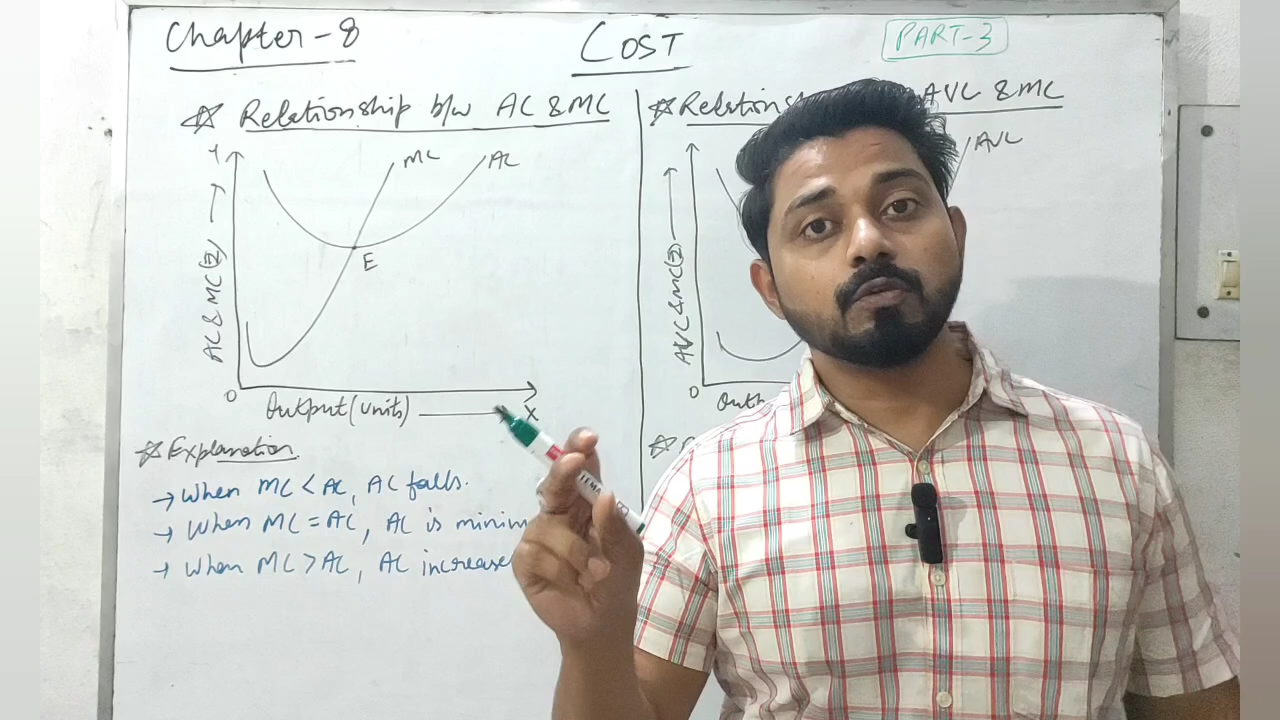 Chapter-8
COST
PART-3
☆ Relationship b/w AC & MC
Y
MC
AC
E
AC & MC (₹)
0
Output (units)
X
☆ Explanation
→ When MC < AC, AC falls.
→ When MC = AC, AC is minim
→ When MC > AC, AC increase
☆ Relations AVC & MC
AVC
AVC & MC (₹)
0
Outp
☆